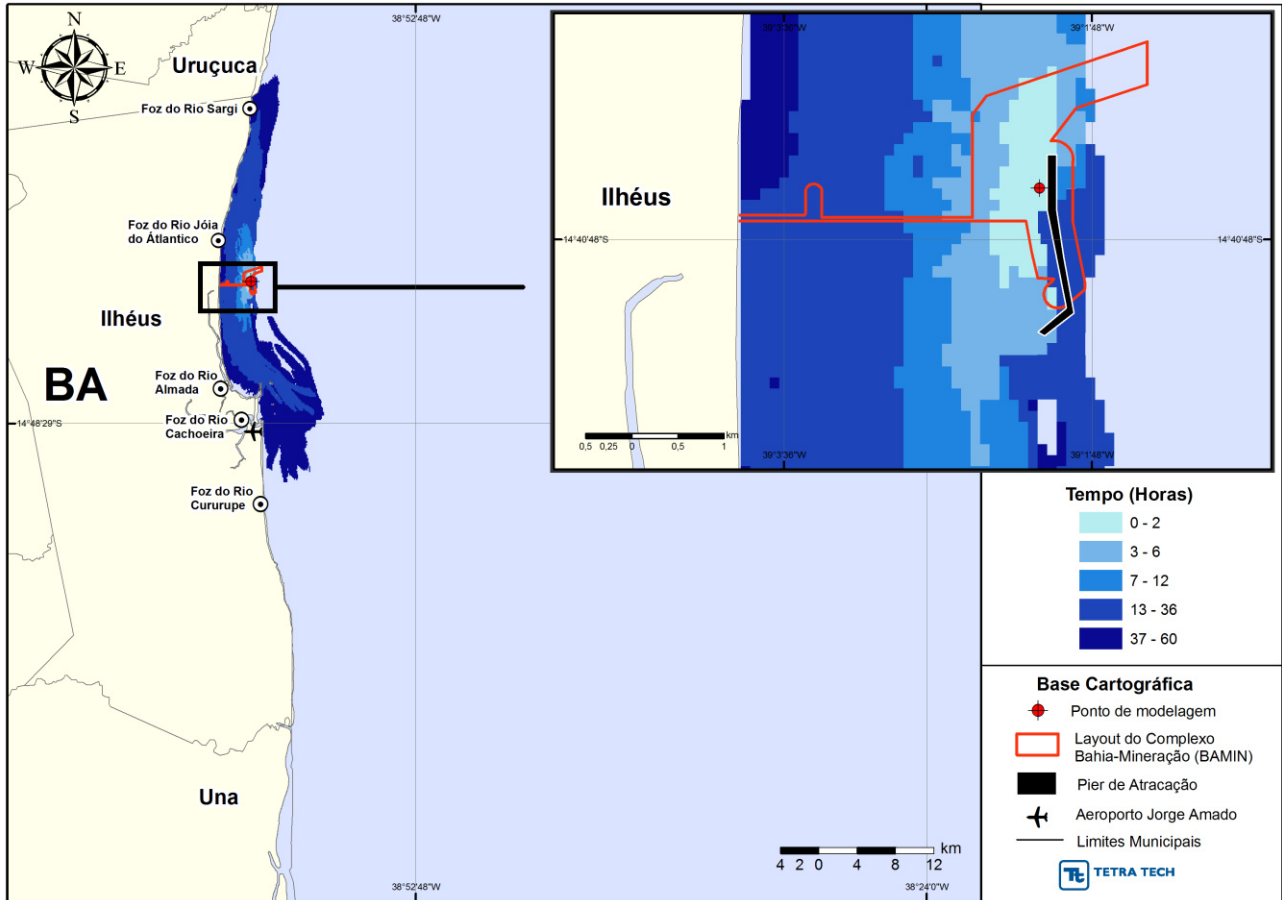 38°52'48"W
N
W
E
S
Uruçuca
Foz do Rio Sargi
Foz do Rio Jóia
do Átlantico
Ilhéus
BA
Foz do Rio
Almada
Foz do Rio
Cachoeira
14°48'29"S
Foz do Rio
Cururupe
Una
4 2 0 4 8 12 km
38°52'48"W
38°24'0"W
39°3'36"W
39°1'48"W
Ilhéus
14°40'48"S
14°40'48"S
km
0,5 0,25 0 0,5 1
39°3'36"W
39°1'48"W
Tempo (Horas)
0 - 2
3 - 6
7 - 12
13 - 36
37 - 60
Base Cartográfica
Ponto de modelagem
Layout do Complexo
Bahia-Mineração (BAMIN)
Pier de Atracação
Aeroporto Jorge Amado
Limites Municipais
Tt TETRA TECH